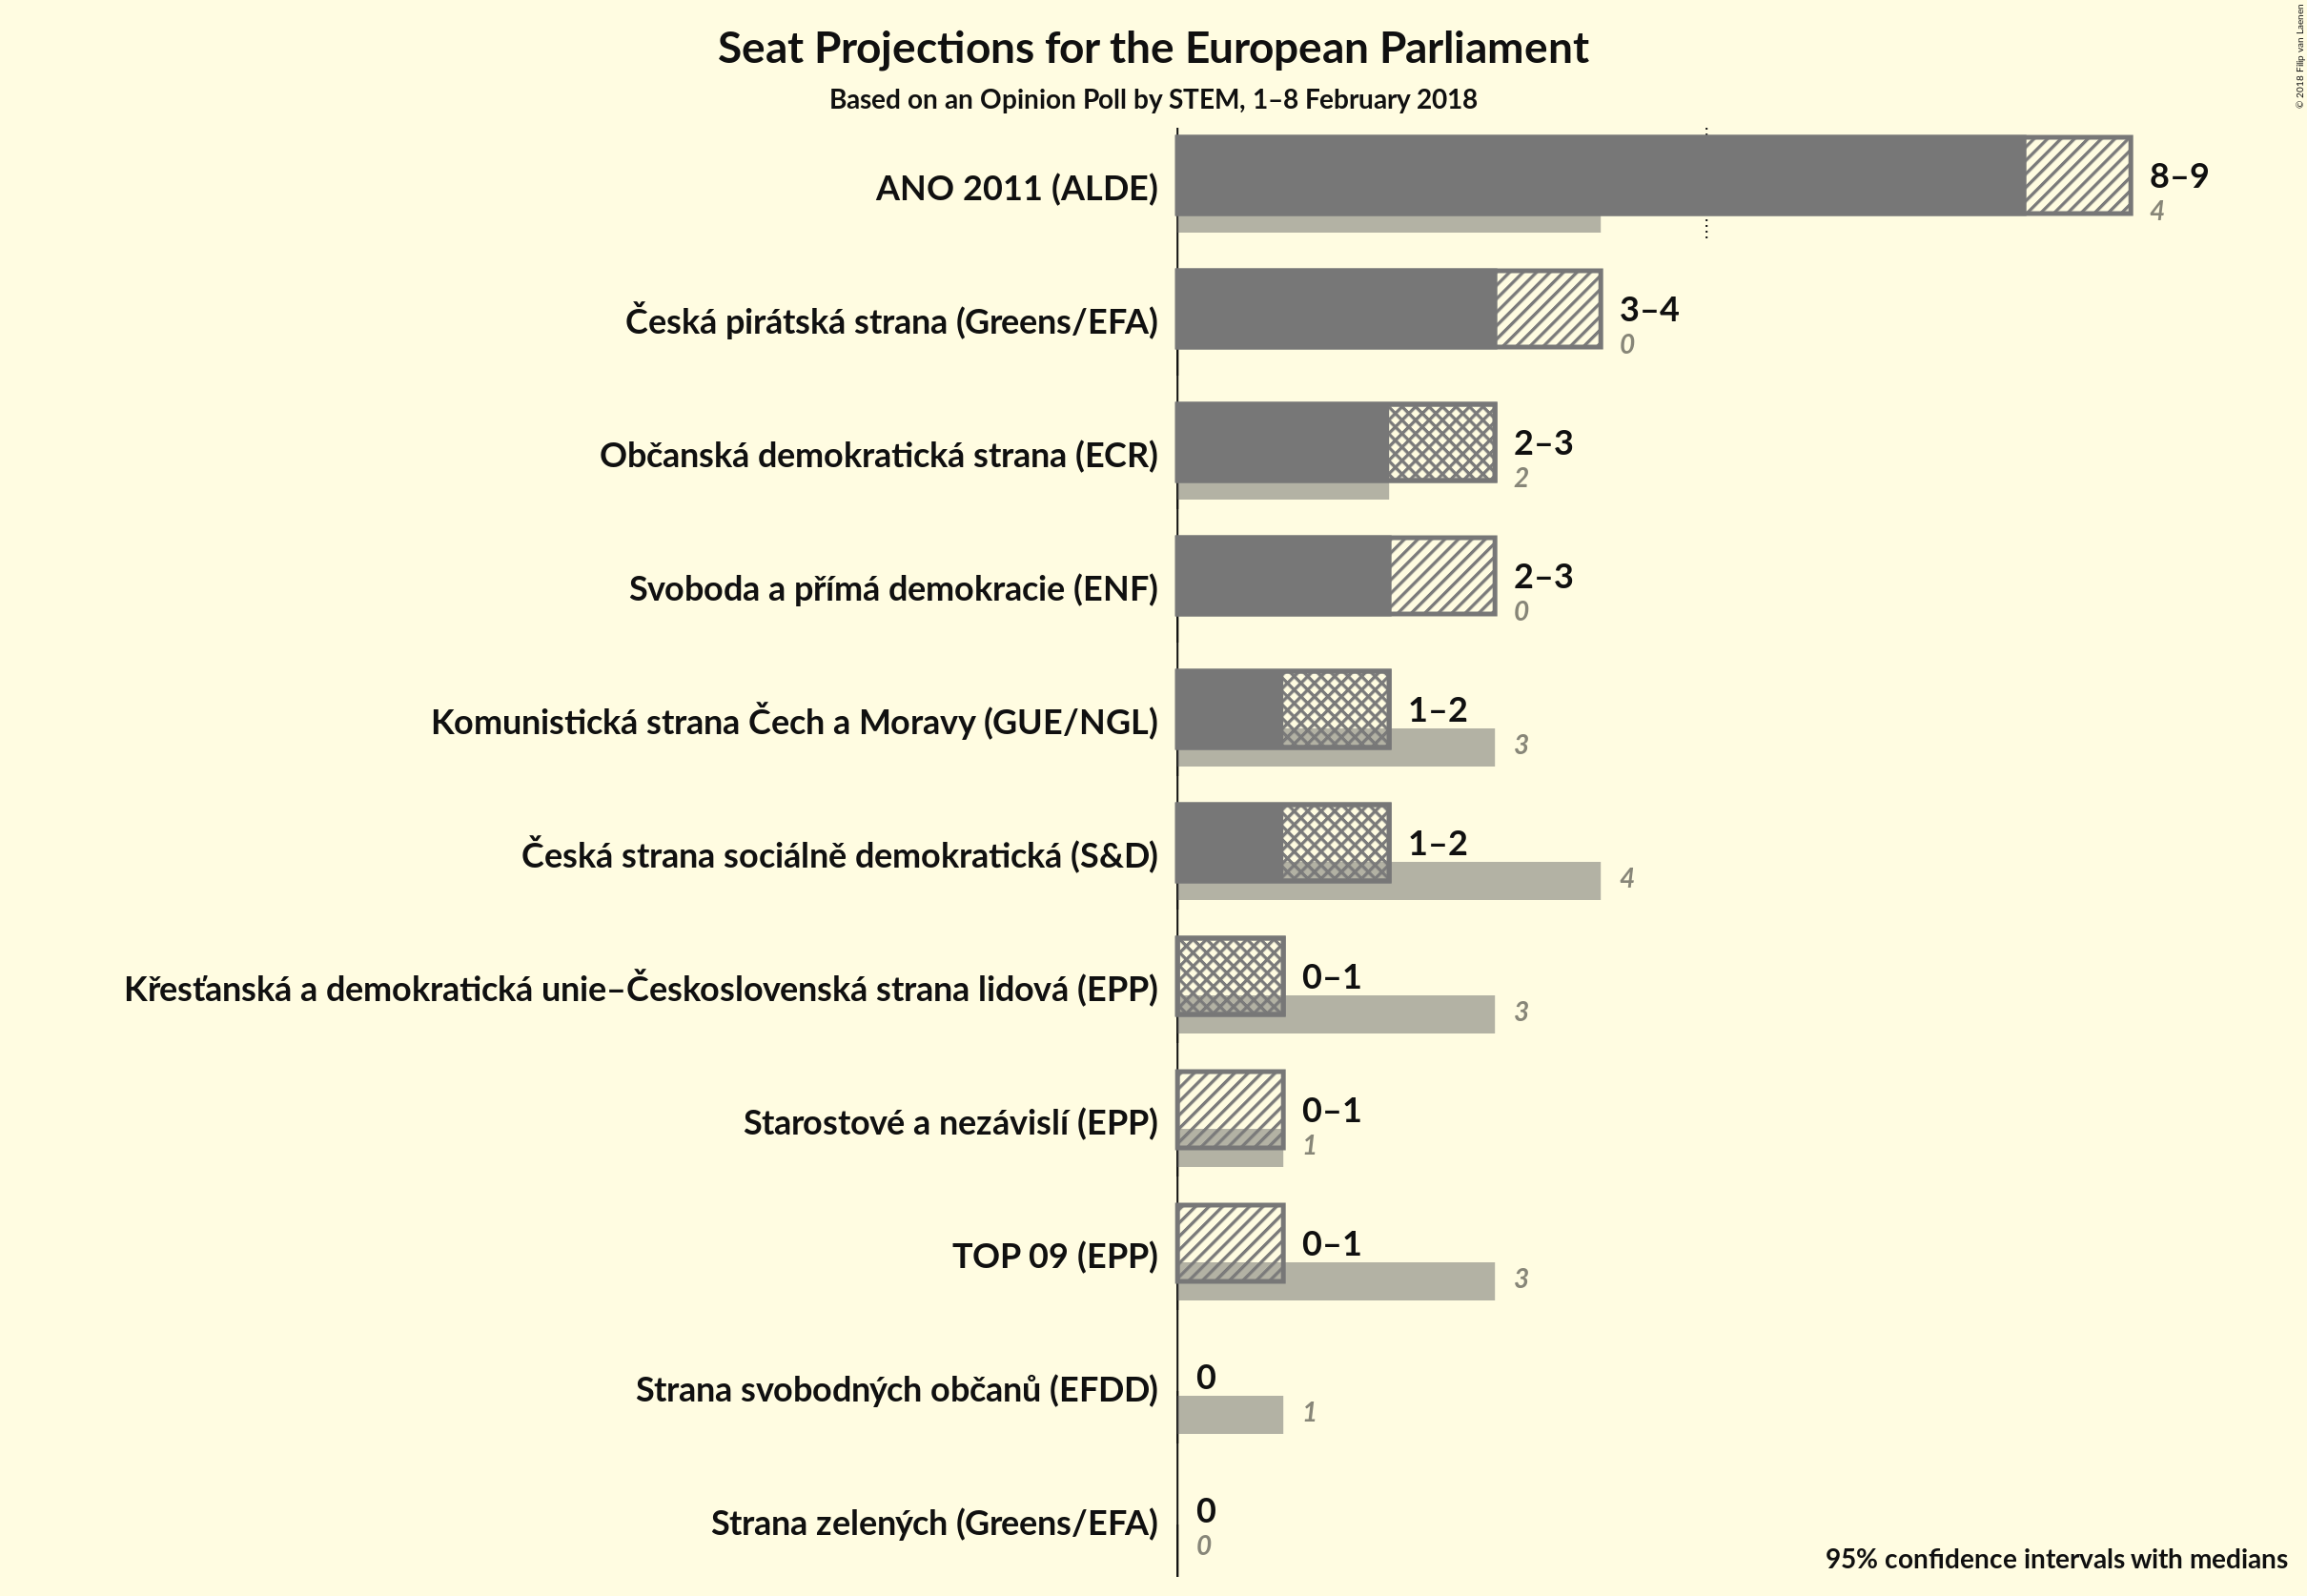 Seat Projections for the European Parliament
Based on an Opinion Poll by STEM, 1–8 February 2018
© 2018 Filip van Laenen
ANO 2011 (ALDE)
8–9
4
Česká pirátská strana (Greens/EFA)
3–4
0
Občanská demokratická strana (ECR)
2–3
2
Svoboda a přímá demokracie (ENF)
2–3
0
Komunistická strana Čech a Moravy (GUE/NGL)
1–2
3
Česká strana sociálně demokratická (S&D)
1–2
4
Křesťanská a demokratická unie–Československá strana lidová (EPP)
0–1
3
Starostové a nezávislí (EPP)
0–1
1
TOP 09 (EPP)
0–1
3
Strana svobodných občanů (EFDD)
0
1
Strana zelených (Greens/EFA)
0
0
95% confidence intervals with medians